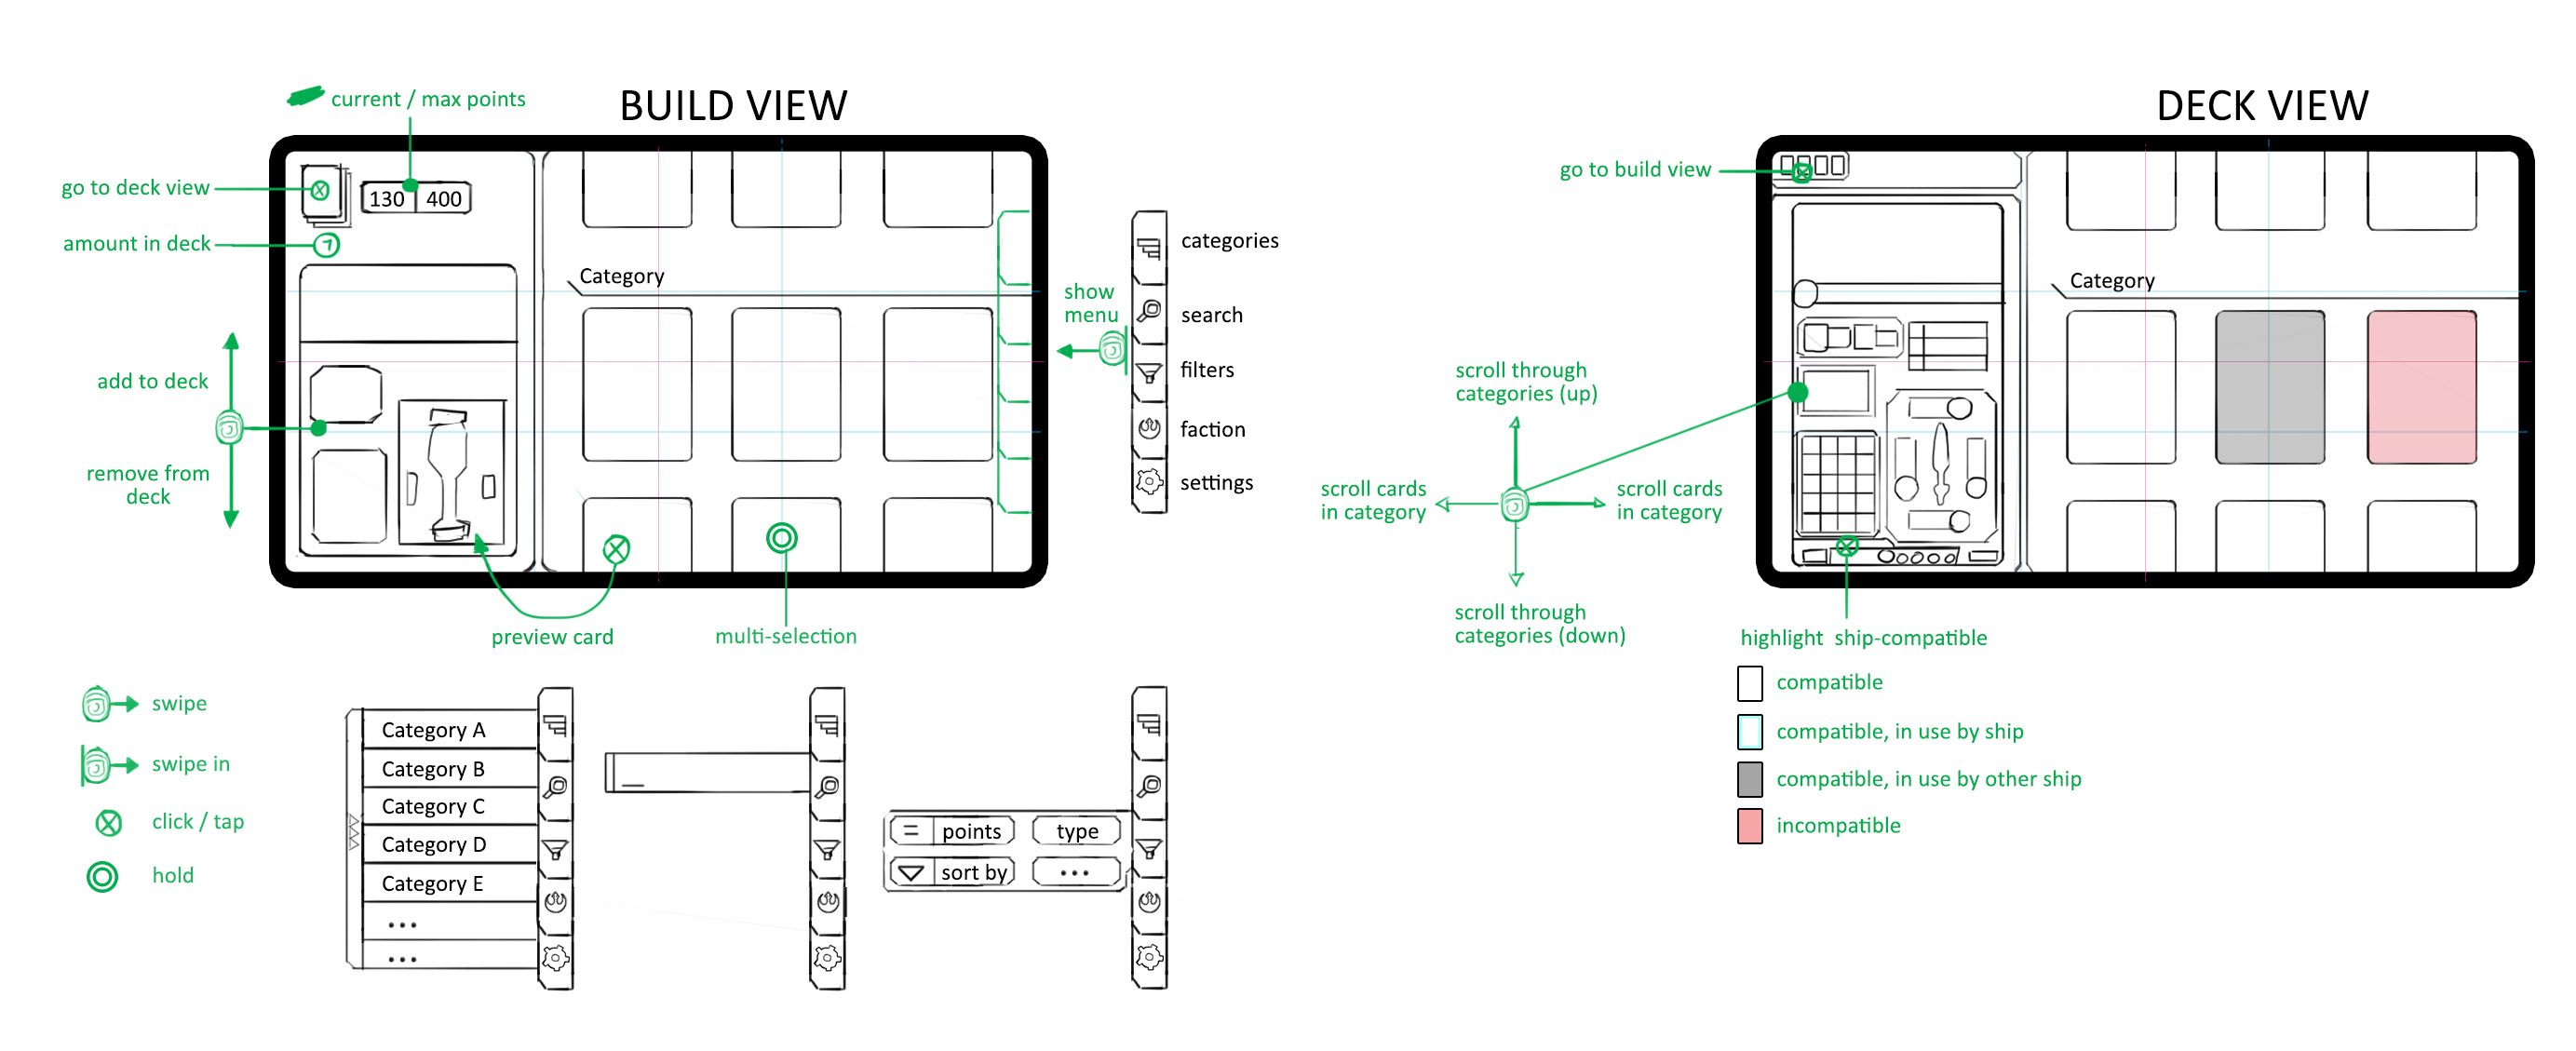 BUILD VIEW
current / max points
go to deck view
130 400
amount in deck
7
Category
add to deck
remove from
deck
show
menu
categories
search
filters
faction
settings
preview card
multi-selection
DECK VIEW
go to build view
Category
scroll through
categories (up)
scroll cards
in category
scroll cards
in category
scroll through
categories (down)
highlight ship-compatible
compatible
compatible, in use by ship
compatible, in use by other ship
incompatible
swipe
swipe in
click / tap
hold
Category A
Category B
Category C
Category D
Category E
...
...
= points
type
sort by
...